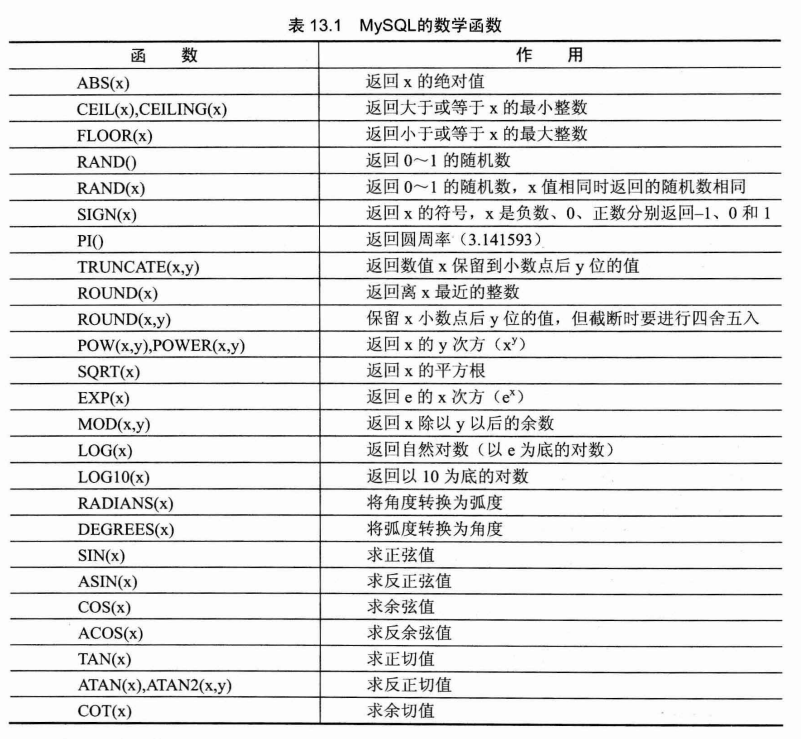 表 13.1 MySQL的数学函数
函 数 作 用
ABS(x) 返回 x 的绝对值
CEIL(x),CEILING(x) 返回大于或等于 x 的最小整数
FLOOR(x) 返回小于或等于 x 的最大整数
RAND() 返回 0～1 的随机数
RAND(x) 返回 0～1 的随机数，x 值相同时返回的随机数相同
SIGN(x) 返回 x 的符号，x 是负数、0、正数分别返回–1、0 和 1
PI() 返回圆周率（3.141593）
TRUNCATE(x,y) 返回数值 x 保留到小数点后 y 位的值
ROUND(x) 返回离 x 最近的整数
ROUND(x,y) 保留 x 小数点后 y 位的值，但截断时要进行四舍五入
POW(x,y),POWER(x,y) 返回 x 的 y 次方（xʸ）
SQRT(x) 返回 x 的平方根
EXP(x) 返回 e 的 x 次方（eˣ）
MOD(x,y) 返回 x 除以 y 以后的余数
LOG(x) 返回自然对数（以 e 为底的对数）
LOG10(x) 返回以 10 为底的对数
RADIANS(x) 将角度转换为弧度
DEGREES(x) 将弧度转换为角度
SIN(x) 求正弦值
ASIN(x) 求反正弦值
COS(x) 求余弦值
ACOS(x) 求反余弦值
TAN(x) 求正切值
ATAN(x),ATAN2(x,y) 求反正切值
COT(x) 求余切值